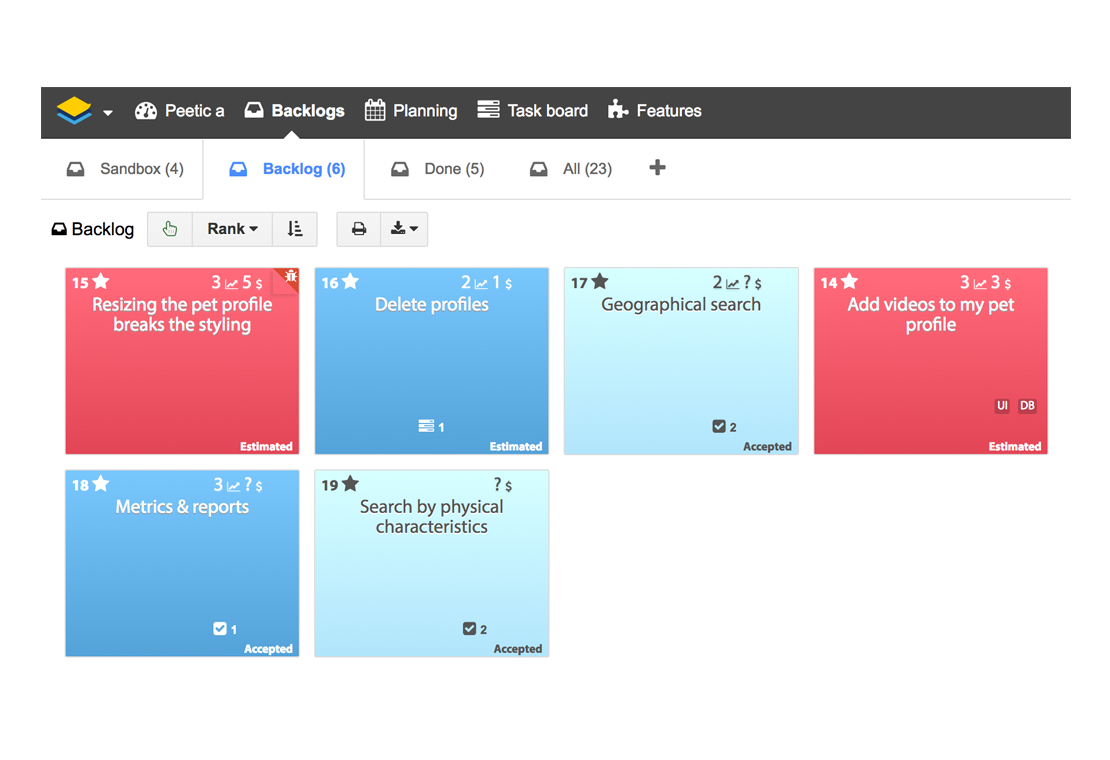 Peetic a Backlogs Planning Task board Features
Sandbox (4) Backlog (6) Done (5) All (23)
Backlog Rank
15 3 5 $
Resizing the pet profile
breaks the styling
Estimated
16 2 1 $
Delete profiles
1
Estimated
17 2 ? $
Geographical search
2
Accepted
14 3 3 $
Add videos to my pet
profile
UI DB
Estimated
18 3 ? $
Metrics & reports
1
Accepted
19 ? $
Search by physical
characteristics
2
Accepted